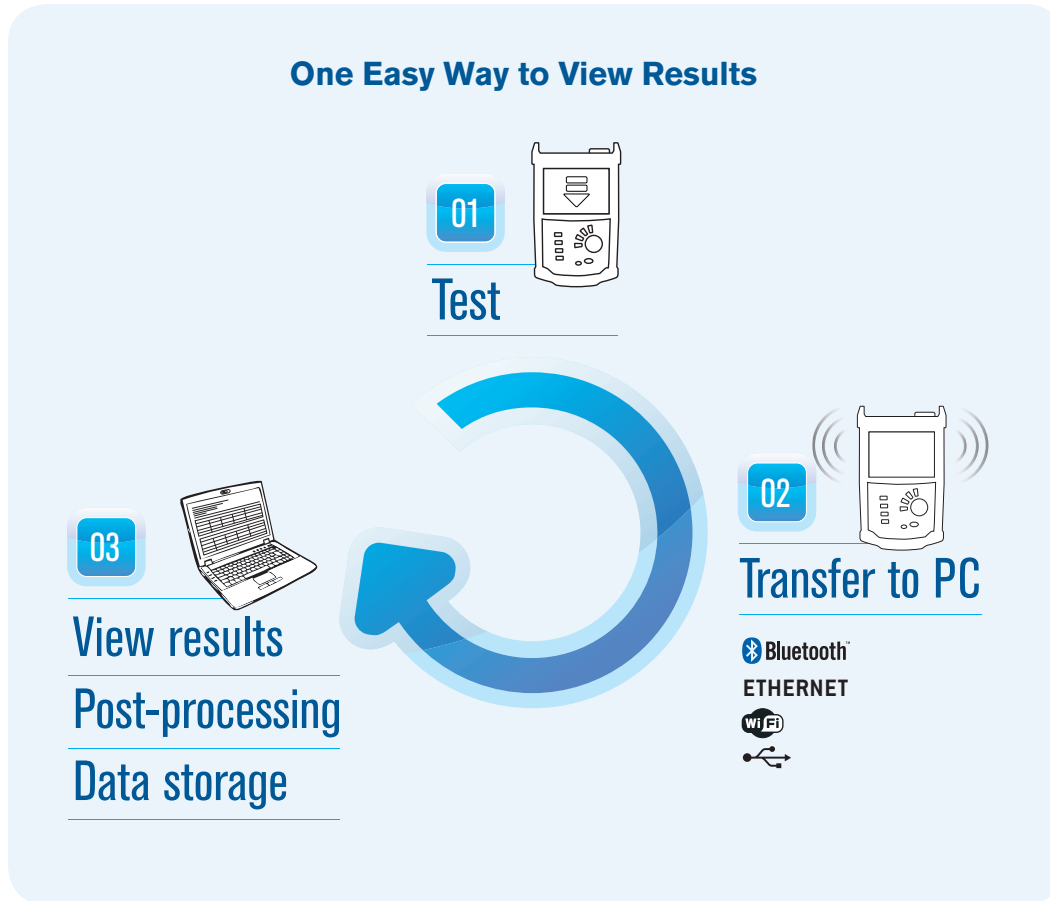 One Easy Way to View Results
01
Test
02
Transfer to PC
Bluetooth™
ETHERNET
Wi Fi
03
View results
Post-processing
Data storage